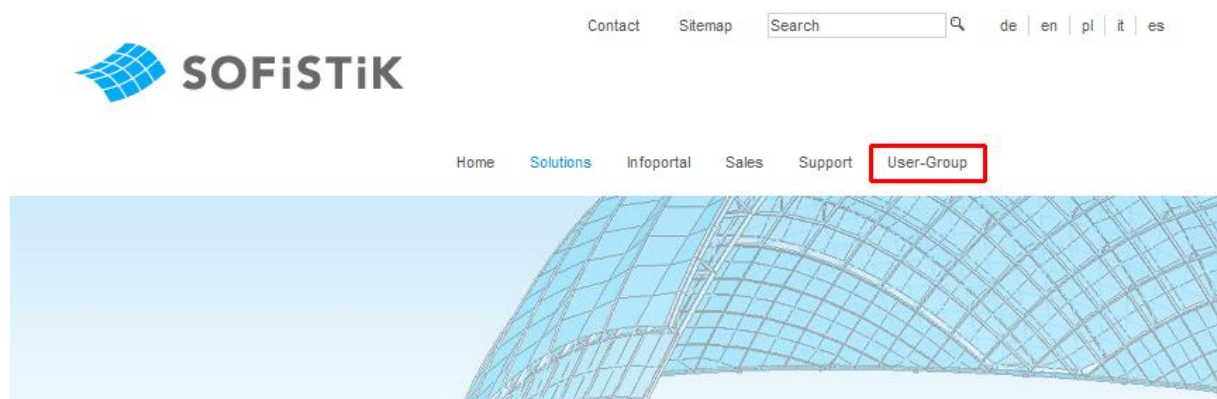 Contact Sitemap Search de en pl it es
SOFiSTiK
Home Solutions Infoportal Sales Support User-Group